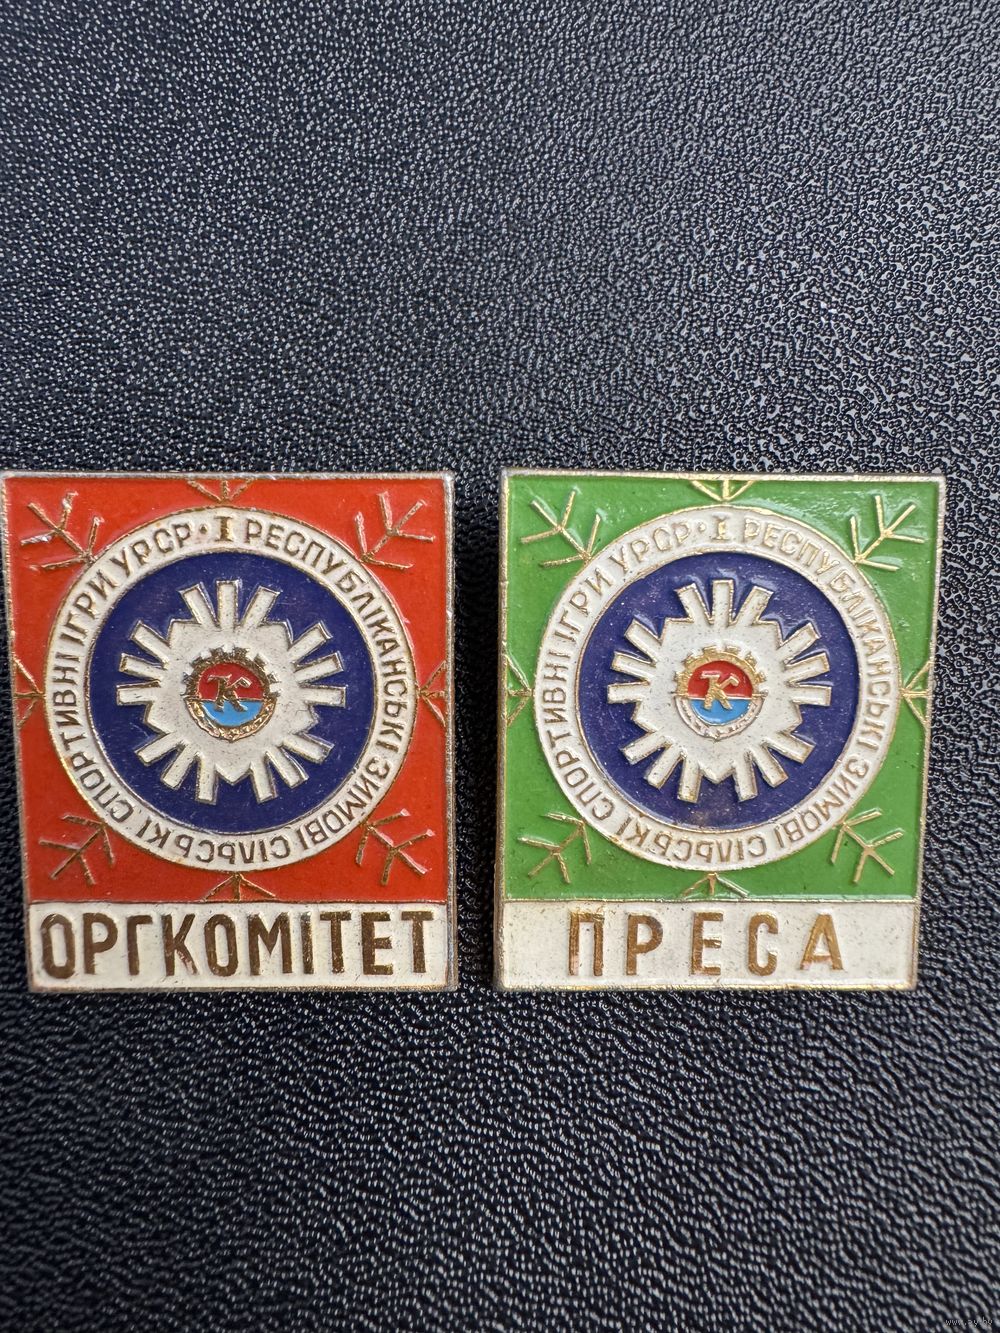 I РЕСПУБЛІКАНСЬКІ ЗИМОВІ СІЛЬСЬКІ СПОРТИВНІ ІГРИ УРСР •
К
ОРГКОМІТЕТ
I РЕСПУБЛІКАНСЬКІ ЗИМОВІ СІЛЬСЬКІ СПОРТИВНІ ІГРИ УРСР •
К
ПРЕСА